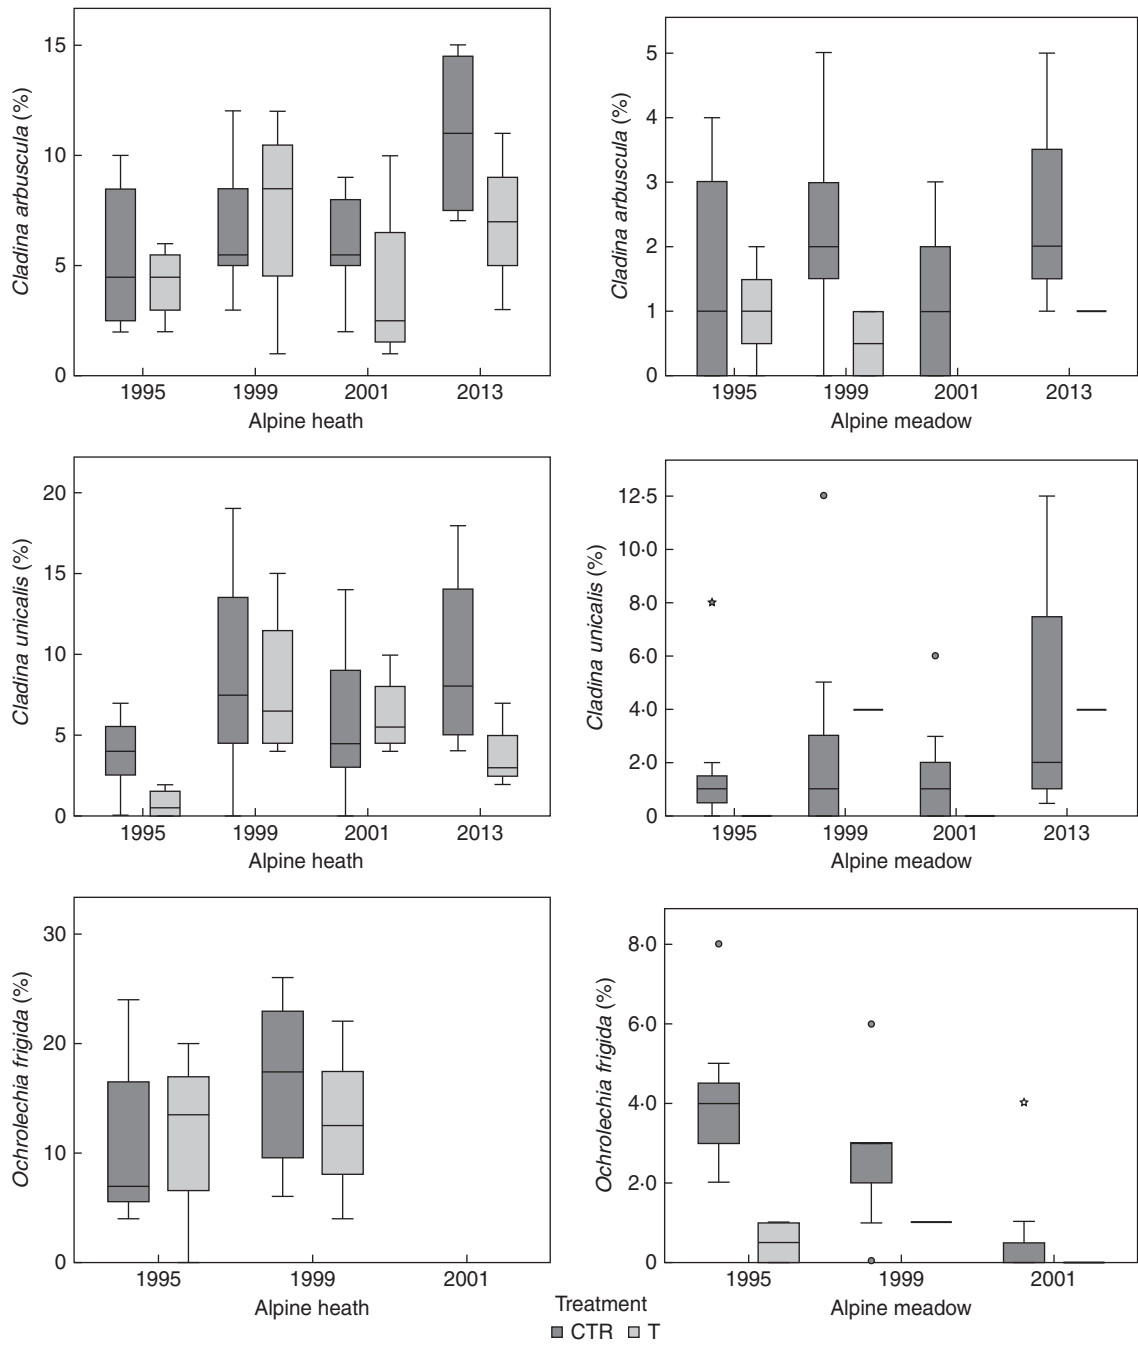 Cladina arbuscula (%)
15
10
5
0
1995 1999 2001 2013
Alpine heath
Cladina arbuscula (%)
5
4
3
2
1
0
1995 1999 2001 2013
Alpine meadow
Cladina unicalis (%)
20
15
10
5
0
1995 1999 2001 2013
Alpine heath
Cladina unicalis (%)
12·5
10·0
8·0
6·0
4·0
2·0
0
1995 1999 2001 2013
Alpine meadow
Ochrolechia frigida (%)
30
20
10
0
1995 1999 2001
Alpine heath
Ochrolechia frigida (%)
8·0
6·0
4·0
2·0
0
1995 1999 2001
Alpine meadow
Treatment
CTR T